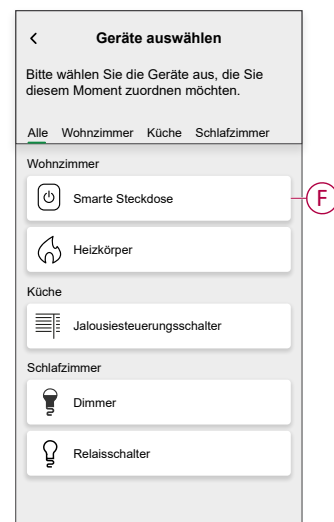 Geräte auswählen
Bitte wählen Sie die Geräte aus, die Sie
diesem Moment zuordnen möchten.
Alle Wohnzimmer Küche Schlafzimmer
Wohnzimmer
Smarte Steckdose
F
Heizkörper
Küche
Jalousiesteuerungsschalter
Schlafzimmer
Dimmer
Relaisschalter